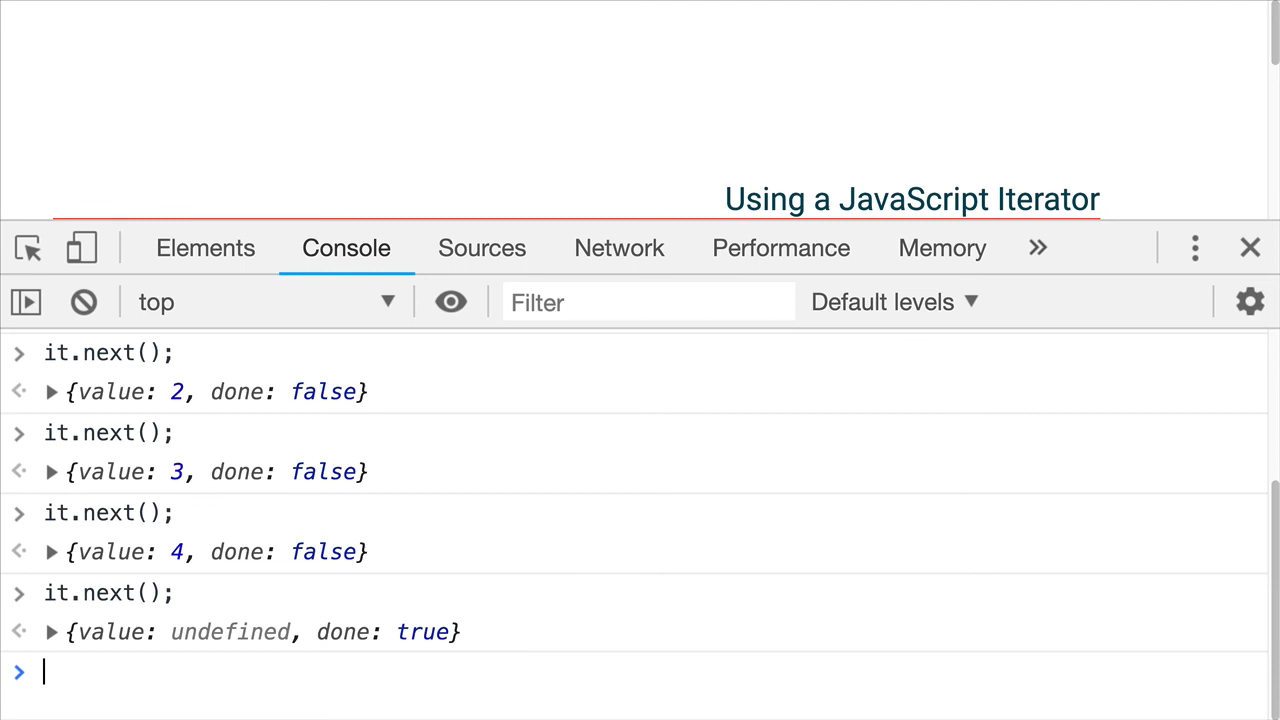 Using a JavaScript Iterator
Elements Console Sources Network Performance Memory »
top Filter Default levels
> it.next();
{value: 2, done: false}
> it.next();
{value: 3, done: false}
> it.next();
{value: 4, done: false}
> it.next();
{value: undefined, done: true}
>